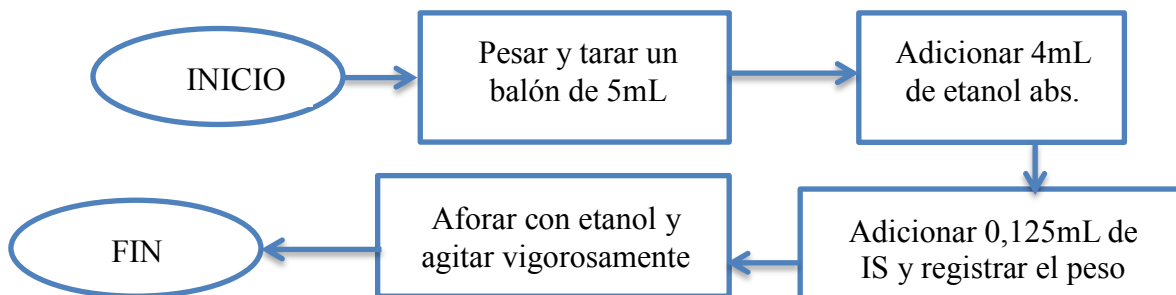 INICIO
Pesar y tarar un
balón de 5mL
Adicionar 4mL
de etanol abs.
Adicionar 0,125mL de
IS y registrar el peso
Aforar con etanol y
agitar vigorosamente
FIN